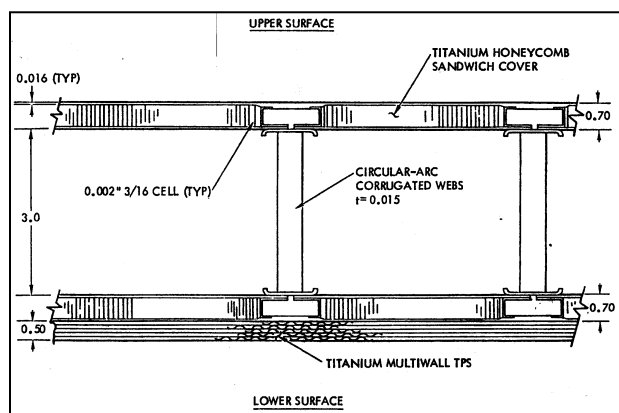 UPPER SURFACE
0.016 (TYP)
TITANIUM HONEYCOMB
SANDWICH COVER
0.70
0.002" 3/16 CELL (TYP)
CIRCULAR-ARC
CORRUGATED WEBS
t= 0.015
3.0
0.50
0.70
TITANIUM MULTIWALL TPS
LOWER SURFACE